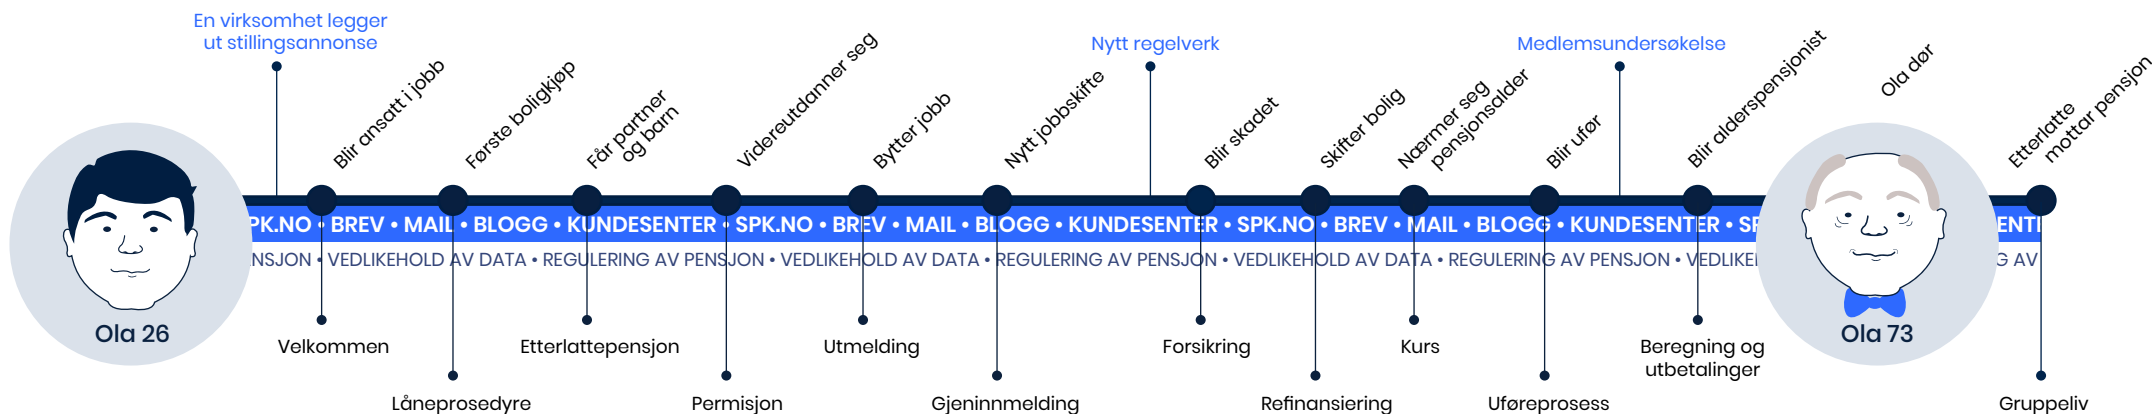 En virksomhet legger
ut stillingsannonse
Nytt regelverk
Medlemsundersøkelse
Blir ansatt i jobb
Første boligkjøp
Får partner
og barn
Videreutdanner seg
Bytter jobb
Nytt jobbskifte
Blir skadet
Skifter bolig
Nærmer seg
pensjonsalder
Blir ufør
Blir alderspensjonist
Ola dør
Etterlatte
mottar pensjon
PK.NO • BREV • MAIL • BLOGG • KUNDESENTER • SPK.NO • BREV • MAIL • BLOGG • KUNDESENTER • SPK.NO • BREV • MAIL • BLOGG • KUNDESENTER • SP ENT
NSJON • VEDLIKEHOLD AV DATA • REGULERING AV PENSJON • VEDLIKEHOLD AV DATA • REGULERING AV PENSJON • VEDLIKEHOLD AV DATA • REGULERING AV PENSJON • VEDLIKE G AV
Ola 26
Ola 73
Velkommen
Etterlattepensjon
Utmelding
Forsikring
Kurs
Beregning og
utbetalinger
Låneprosedyre
Permisjon
Gjeninnmelding
Refinansiering
Uføreprosess
Gruppeliv